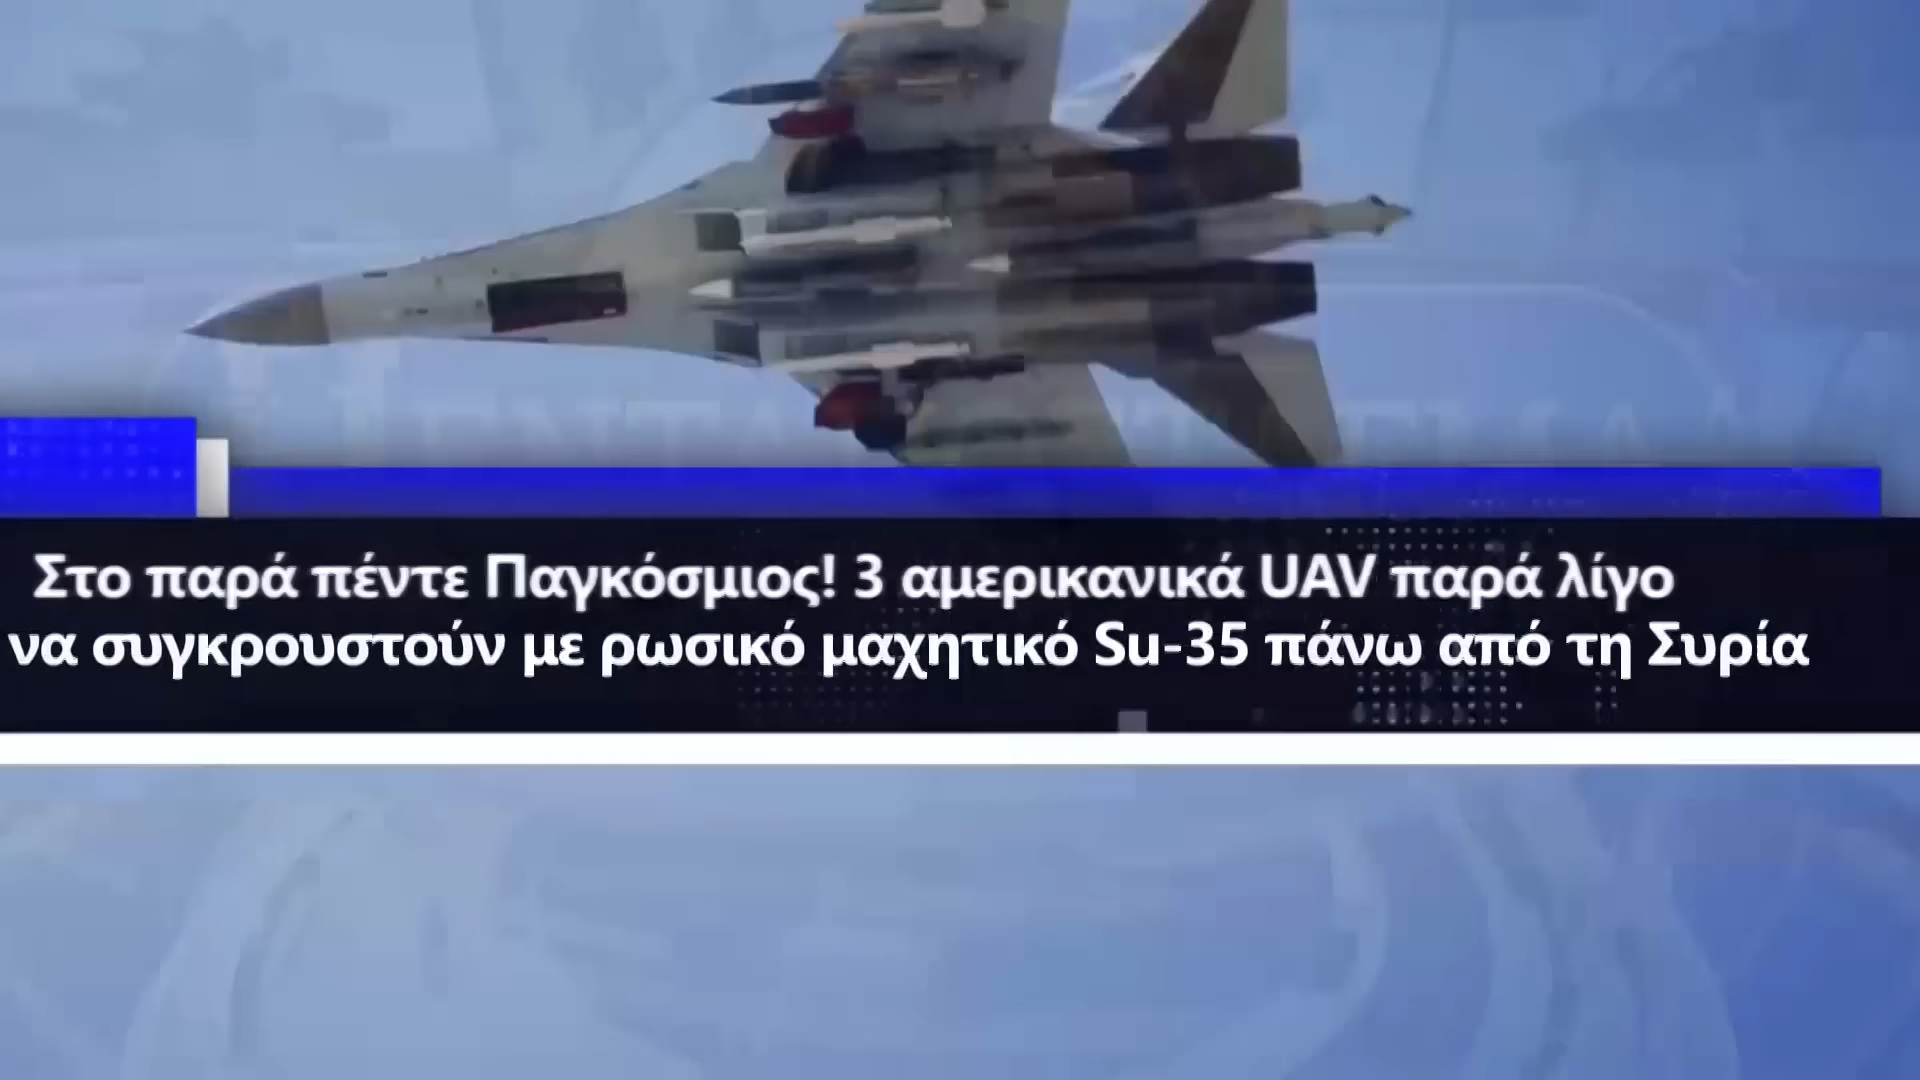 Στο παρά πέντε Παγκόσμιος! 3 αμερικανικά UAV παρά λίγο
να συγκρουστούν με ρωσικό μαχητικό Su-35 πάνω από τη Συρία